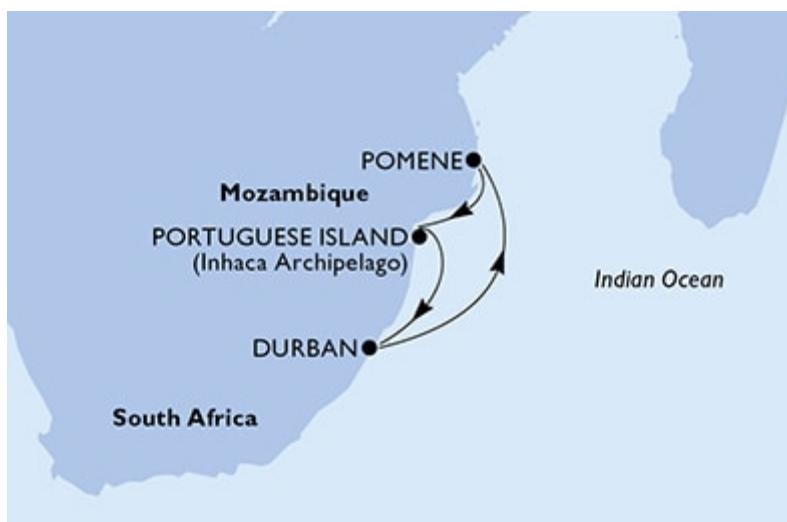 POMENE
Mozambique
PORTUGUESE ISLAND
(Inhaca Archipelago)
Indian Ocean
DURBAN
South Africa